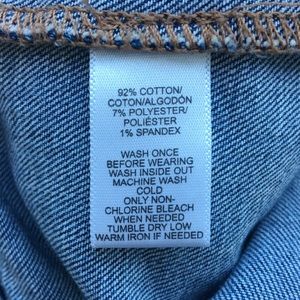 92% COTTON/
COTON/ALGODÓN
7% POLYESTER/
POLIÉSTER
1% SPANDEX
WASH ONCE
BEFORE WEARING
WASH INSIDE OUT
MACHINE WASH
COLD
ONLY NON-
CHLORINE BLEACH
WHEN NEEDED
TUMBLE DRY LOW
WARM IRON IF NEEDED